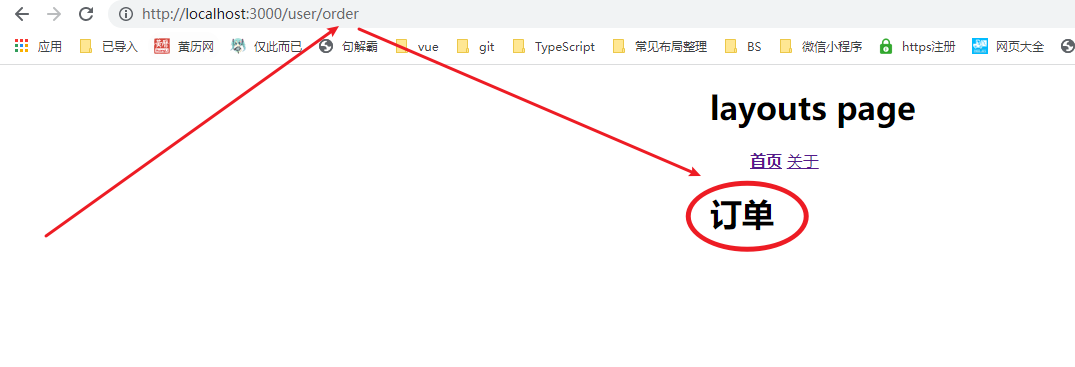 http://localhost:3000/user/order
应用 已导入 黄历网 仅此而已 句解霸 vue git TypeScript 常见布局整理 BS 微信小程序 https注册 网页大全
layouts page
首页 关于
订单